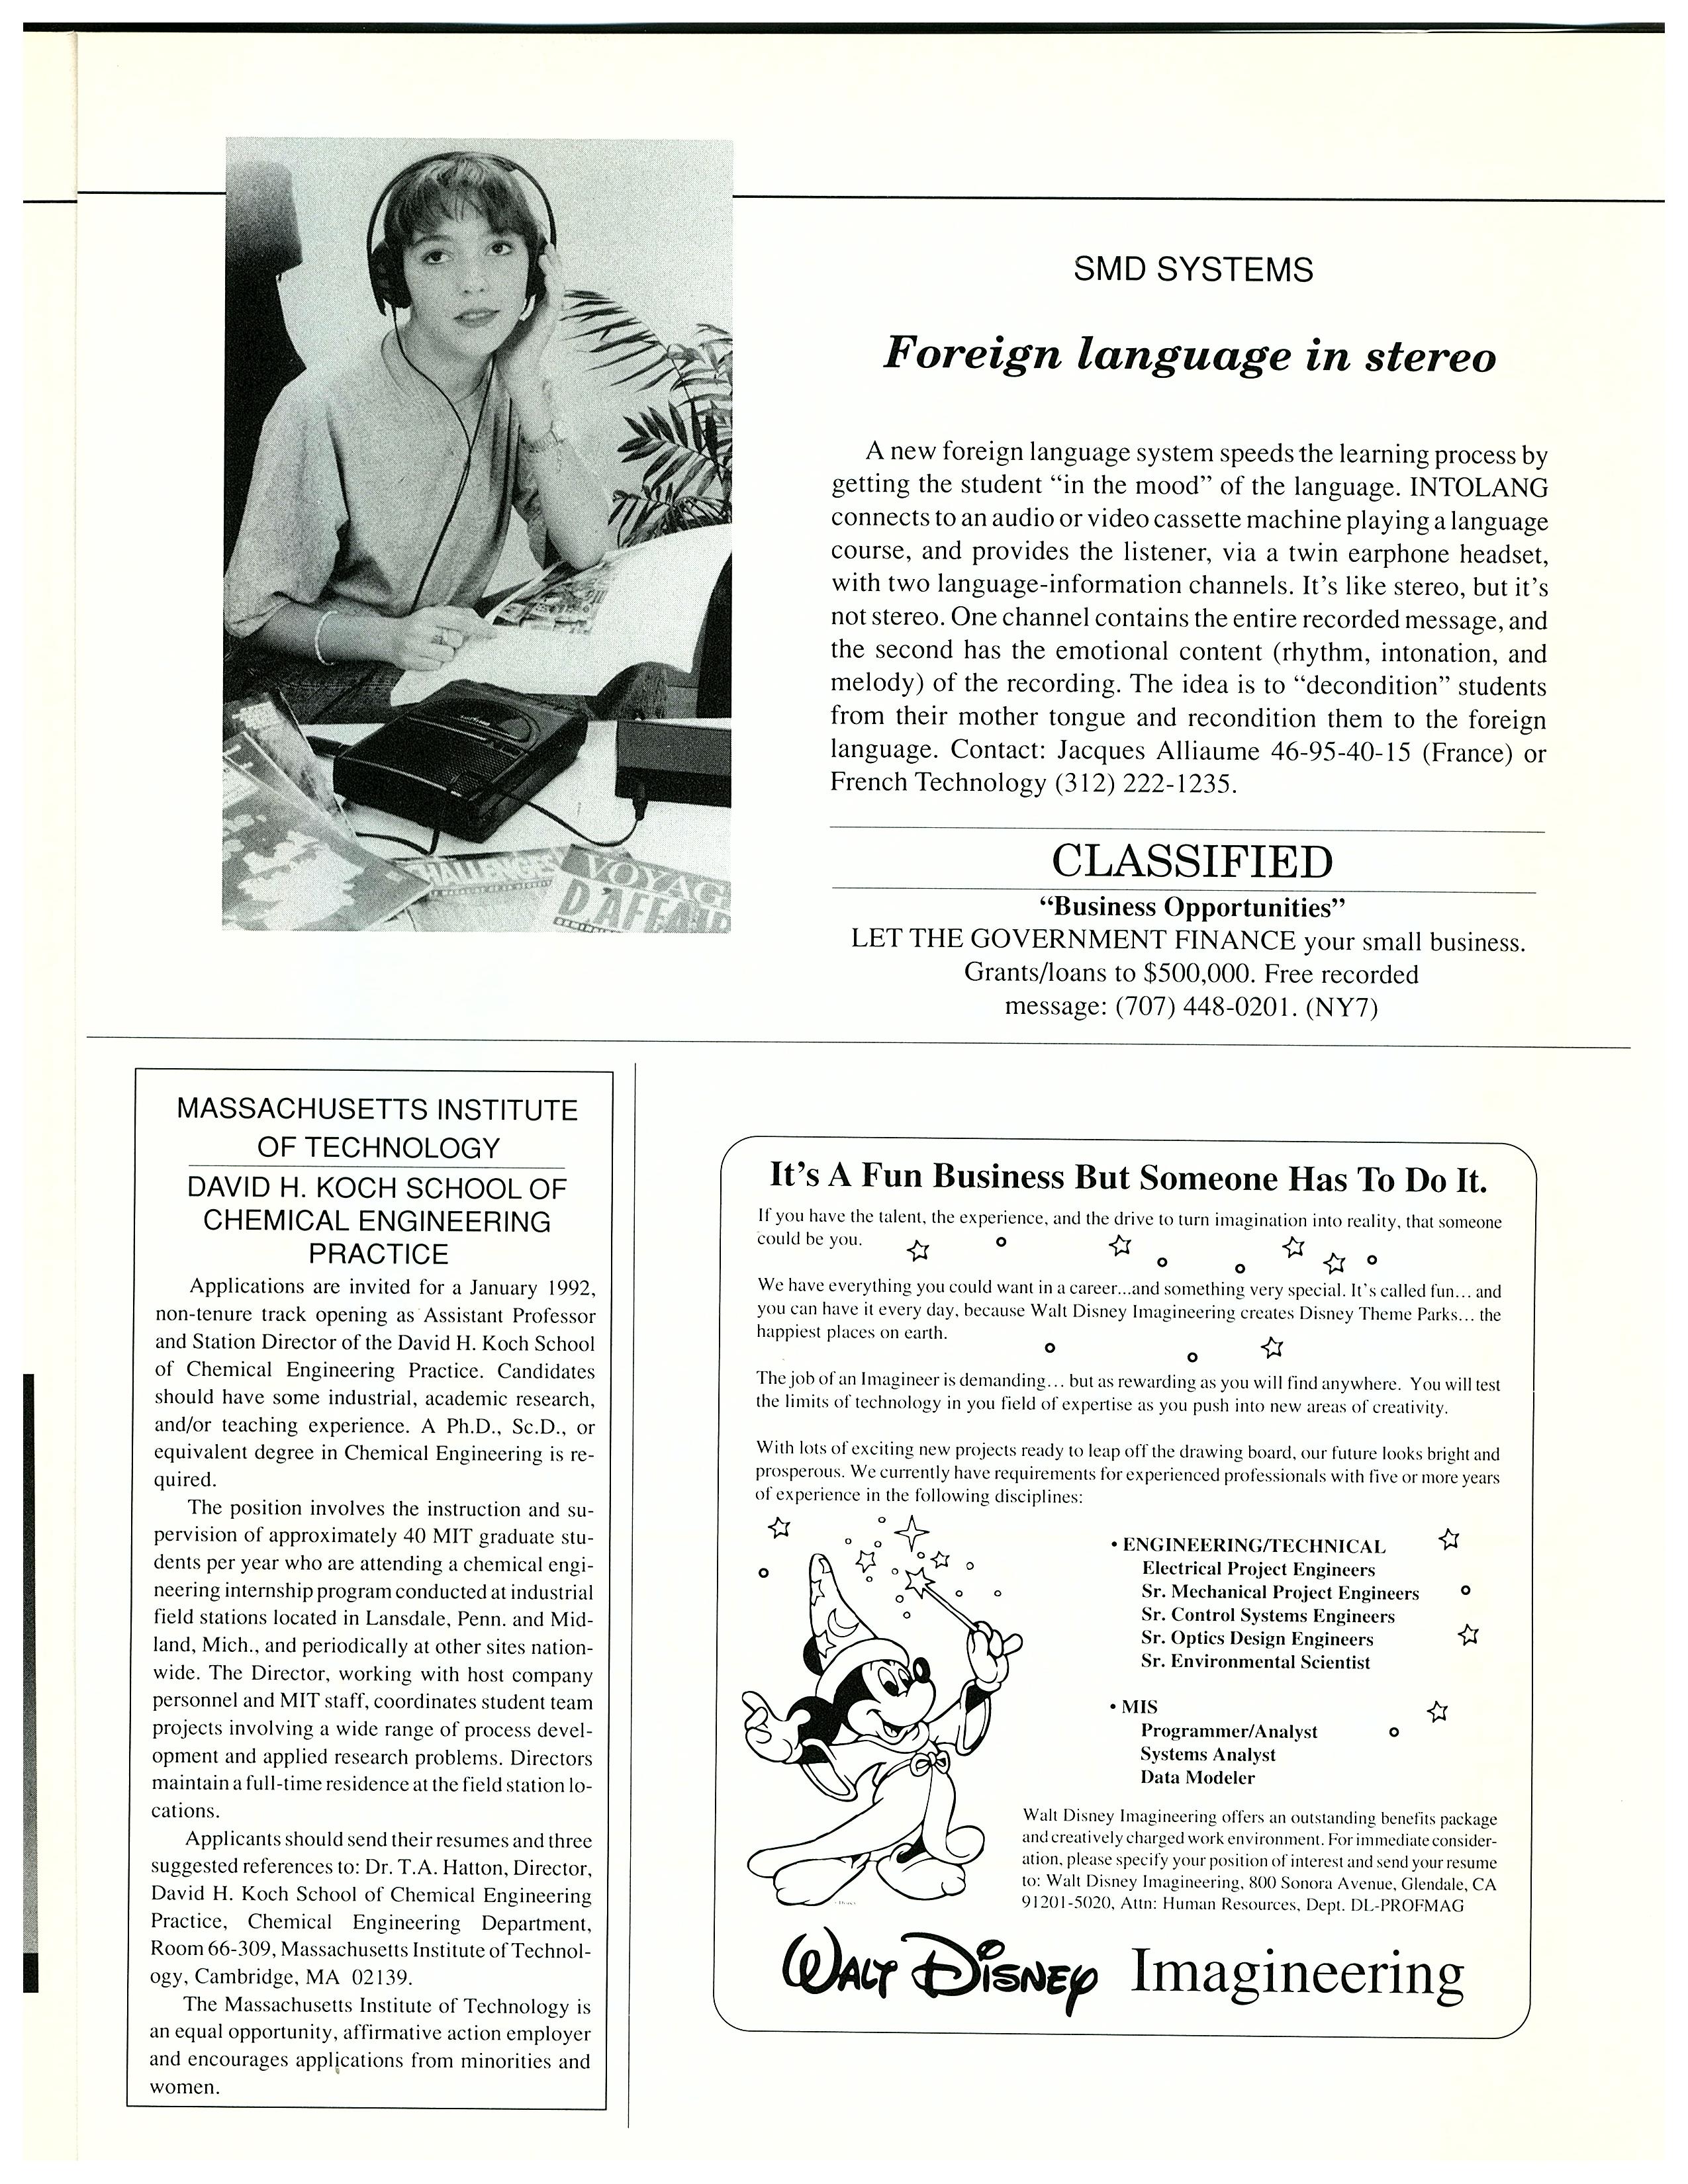 SMD SYSTEMS
Foreign language in stereo
A new foreign language system speeds the learning process by
getting the student “in the mood” of the language. INTOLANG
connects to an audio or video cassette machine playing a language
course, and provides the listener, via a twin earphone headset,
with two language-information channels. It’s like stereo, but it’s
not stereo. One channel contains the entire recorded message, and
the second has the emotional content (rhythm, intonation, and
melody) of the recording. The idea is to “decondition” students
from their mother tongue and recondition them to the foreign
language. Contact: Jacques Alliaume 46-95-40-15 (France) or
French Technology (312) 222-1235.
HALLENGES
VOYAG
D'AFFAIR
CLASSIFIED
“Business Opportunities”
LET THE GOVERNMENT FINANCE your small business.
Grants/loans to $500,000. Free recorded
message: (707) 448-0201. (NY7)
MASSACHUSETTS INSTITUTE
OF TECHNOLOGY
DAVID H. KOCH SCHOOL OF
CHEMICAL ENGINEERING
PRACTICE
Applications are invited for a January 1992,
non-tenure track opening as Assistant Professor
and Station Director of the David H. Koch School
of Chemical Engineering Practice. Candidates
should have some industrial, academic research,
and/or teaching experience. A Ph.D., Sc.D., or
equivalent degree in Chemical Engineering is re-
quired.
The position involves the instruction and su-
pervision of approximately 40 MIT graduate stu-
dents per year who are attending a chemical engi-
neering internship program conducted at industrial
field stations located in Lansdale, Penn. and Mid-
land, Mich., and periodically at other sites nation-
wide. The Director, working with host company
personnel and MIT staff, coordinates student team
projects involving a wide range of process devel-
opment and applied research problems. Directors
maintain a full-time residence at the field station lo-
cations.
Applicants should send their resumes and three
suggested references to: Dr. T.A. Hatton, Director,
David H. Koch School of Chemical Engineering
Practice, Chemical Engineering Department,
Room 66-309, Massachusetts Institute of Technol-
ogy, Cambridge, MA 02139.
The Massachusetts Institute of Technology is
an equal opportunity, affirmative action employer
and encourages applications from minorities and
women.
It’s A Fun Business But Someone Has To Do It.
If you have the talent, the experience, and the drive to turn imagination into reality, that someone
could be you.
We have everything you could want in a career...and something very special. It’s called fun... and
you can have it every day, because Walt Disney Imagineering creates Disney Theme Parks... the
happiest places on earth.
The job of an Imagineer is demanding... but as rewarding as you will find anywhere. You will test
the limits of technology in you field of expertise as you push into new areas of creativity.
With lots of exciting new projects ready to leap off the drawing board, our future looks bright and
prosperous. We currently have requirements for experienced professionals with five or more years
of experience in the following disciplines:
• ENGINEERING/TECHNICAL
Electrical Project Engineers
Sr. Mechanical Project Engineers
Sr. Control Systems Engineers
Sr. Optics Design Engineers
Sr. Environmental Scientist
• MIS
Programmer/Analyst
Systems Analyst
Data Modeler
Walt Disney Imagineering offers an outstanding benefits package
and creatively charged work environment. For immediate consider-
ation, please specify your position of interest and send your resume
to: Walt Disney Imagineering, 800 Sonora Avenue, Glendale, CA
91201-5020, Attn: Human Resources, Dept. DL-PROFMAG
WALT DISNEY Imagineering